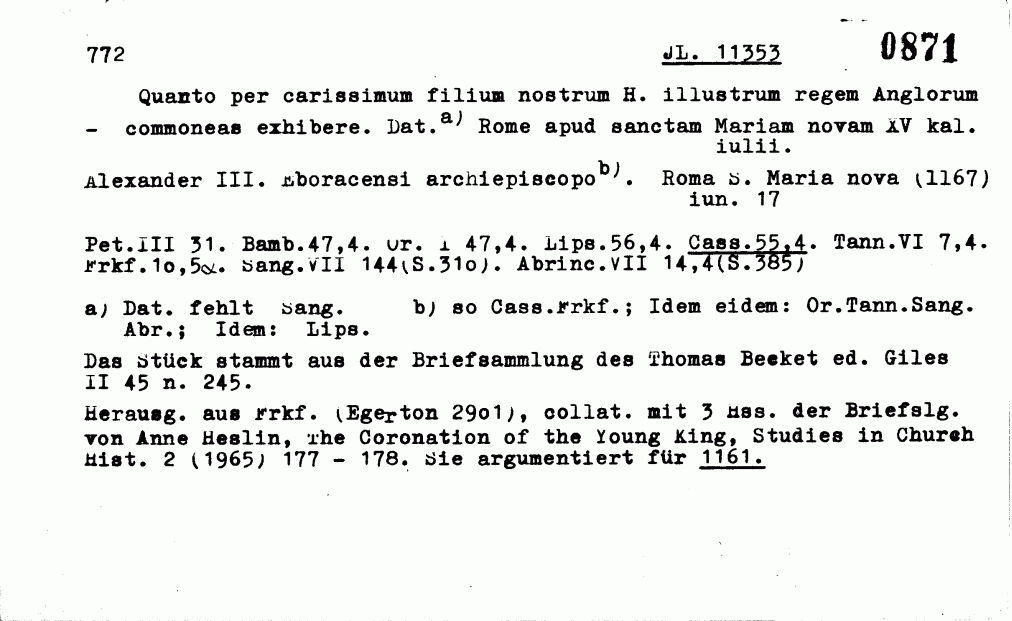 772 JL. 11353 0871
Quanto per carissimum filium nostrum H. illustrum regem Anglorum
- commoneas exhibere. Dat.a) Rome apud sanctam Mariam novam XV kal.
iulii.
Alexander III. Eboracensi archiepiscopo b). Roma S. Maria nova (1167)
iun. 17
Pet.III 31. Bamb.47,4. Or. I 47,4. Lips.56,4. Cass.55,4. Tann.VI 7,4.
Frkf.1o,5α. Sang.VII 144(S.31o). Abrinc.VII 14,4(S.385)
a) Dat. fehlt Sang. b) so Cass.Frkf.; Idem eidem: Or.Tann.Sang.
Abr.; Idem: Lips.
Das Stück stammt aus der Briefsammlung des Thomas Becket ed. Giles
II 45 n. 245.
Herausg. aus Frkf. (Egerton 29o1), collat. mit 3 Hss. der Briefslg.
von Anne Heslin, The Coronation of the Young King, Studies in Church
Hist. 2 (1965) 177 - 178. Sie argumentiert für 1161.